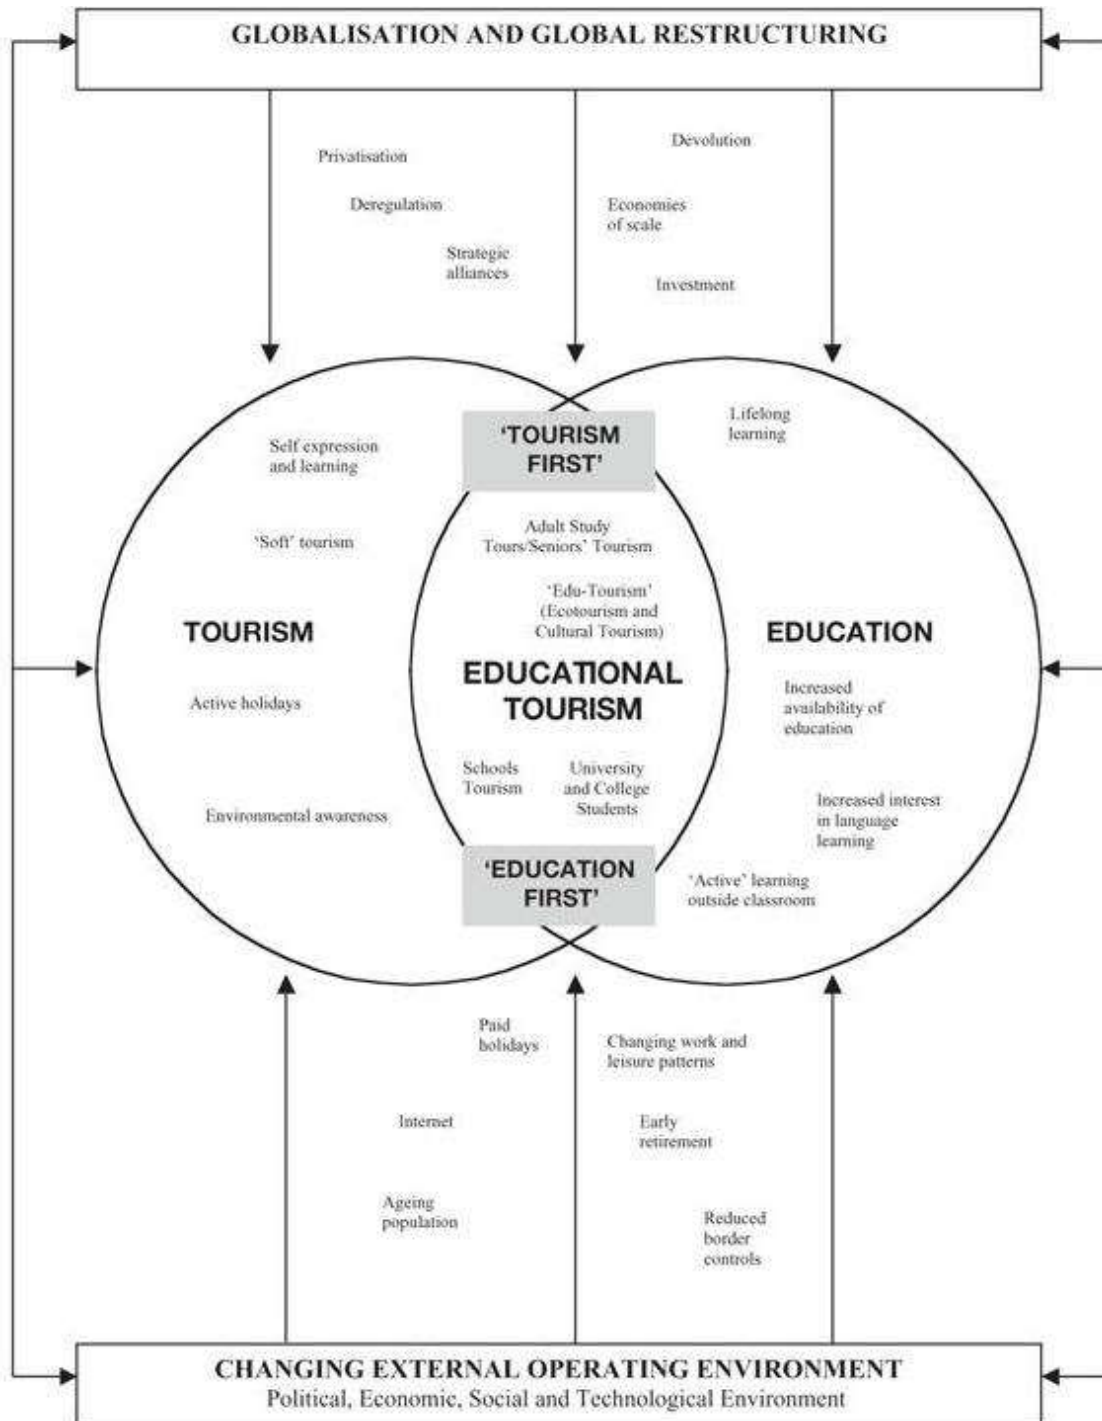 GLOBALISATION AND GLOBAL RESTRUCTURING
Devolution
Privatisation
Deregulation
Economies
of scale
Strategic
alliances
Investment
Lifelong
learning
'TOURISM
FIRST'
Self expression
and learning
Adult Study
Tours/Seniors' Tourism
'Soft' tourism
'Edu-Tourism'
(Ecotourism and
Cultural Tourism)
TOURISM
EDUCATION
EDUCATIONAL
TOURISM
Increased
availability of
education
Active holidays
Schools
Tourism
University
and College
Students
Increased interest
in language
learning
Environmental awareness
'EDUCATION
FIRST'
'Active' learning
outside classroom
Paid
holidays
Changing work and
leisure patterns
Internet
Early
retirement
Ageing
population
Reduced
border
controls
CHANGING EXTERNAL OPERATING ENVIRONMENT
Political, Economic, Social and Technological Environment